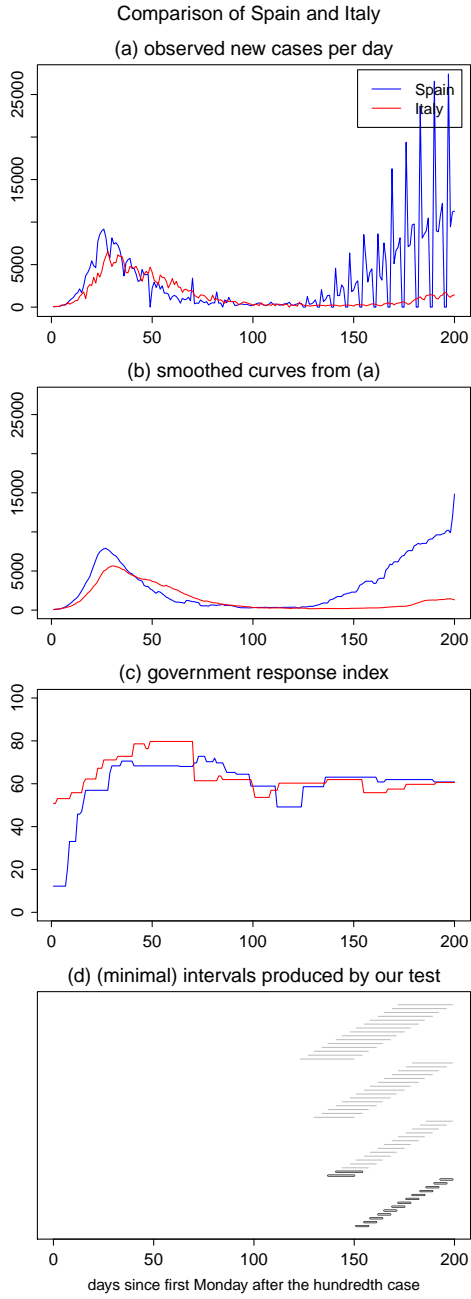 Comparison of Spain and Italy
(a) observed new cases per day
25000
15000
5000
0
Spain
Italy
0 50 100 150 200
(b) smoothed curves from (a)
25000
15000
5000
0
0 50 100 150 200
(c) government response index
100
80
60
40
20
0
0 50 100 150 200
(d) (minimal) intervals produced by our test
0 50 100 150 200
days since first Monday after the hundredth case